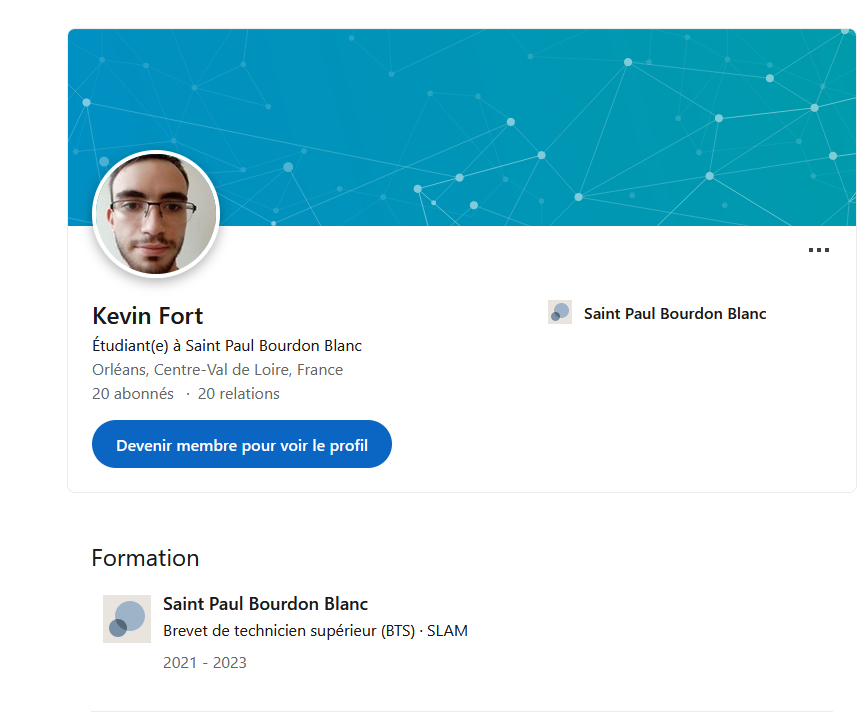 Kevin Fort
Saint Paul Bourdon Blanc
Étudiant(e) à Saint Paul Bourdon Blanc
Orléans, Centre-Val de Loire, France
20 abonnés · 20 relations
Devenir membre pour voir le profil
Formation
Saint Paul Bourdon Blanc
Brevet de technicien supérieur (BTS) · SLAM
2021 - 2023